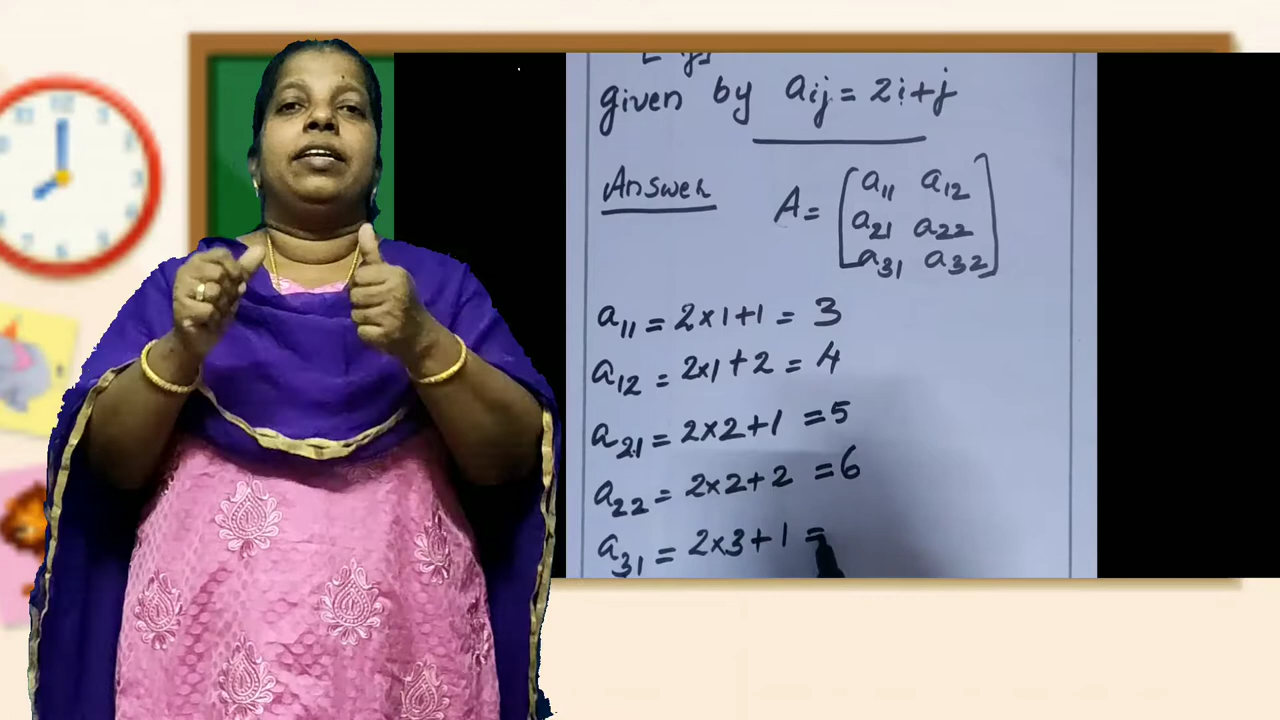 given by aij = 2i+j
Answer A = [a11 a12
a21 a22
a31 a32]
a11 = 2×1+1 = 3
a12 = 2×1+2 = 4
a21 = 2×2+1 = 5
a22 = 2×2+2 = 6
a31 = 2×3+1 =